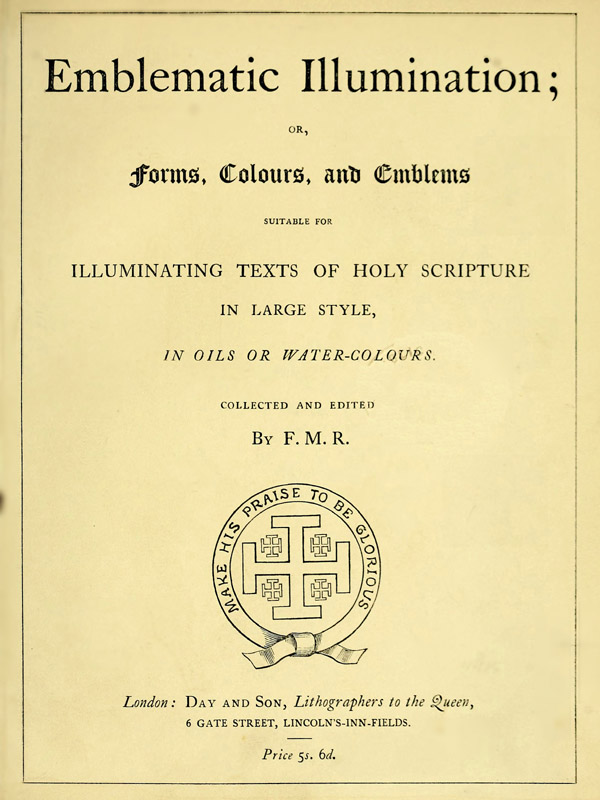 Emblematic Illumination;
OR,
Forms, Colours, and Emblems
SUITABLE FOR
ILLUMINATING TEXTS OF HOLY SCRIPTURE
IN LARGE STYLE,
IN OILS OR WATER-COLOURS.
COLLECTED AND EDITED
BY F. M. R.
MAKE HIS PRAISE TO BE GLORIOUS
London: DAY AND SON, Lithographers to the Queen,
6 GATE STREET, LINCOLN'S-INN-FIELDS.
Price 5s. 6d.